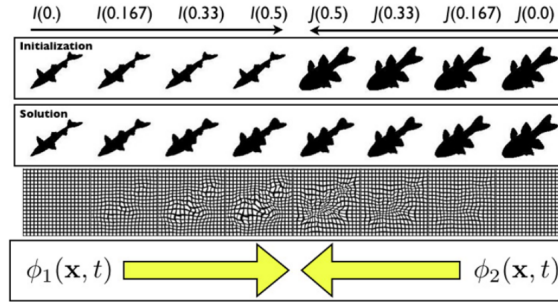 I(0.) I(0.167) I(0.33) I(0.5) J(0.5) J(0.33) J(0.167) J(0.0)
Initialization
Solution
ϕ₁(x, t) ϕ₂(x, t)